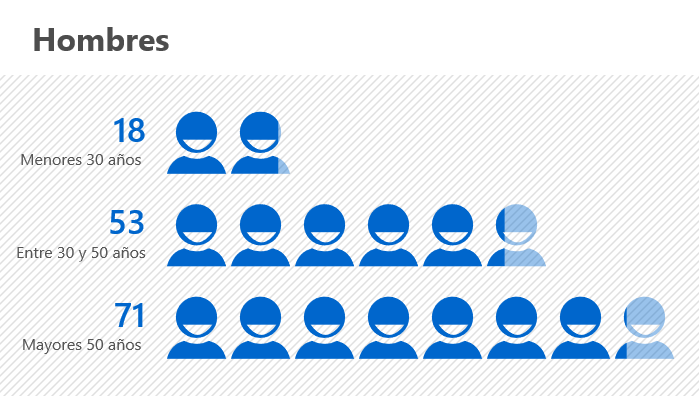 Hombres
18
Menores 30 años
53
Entre 30 y 50 años
71
Mayores 50 años